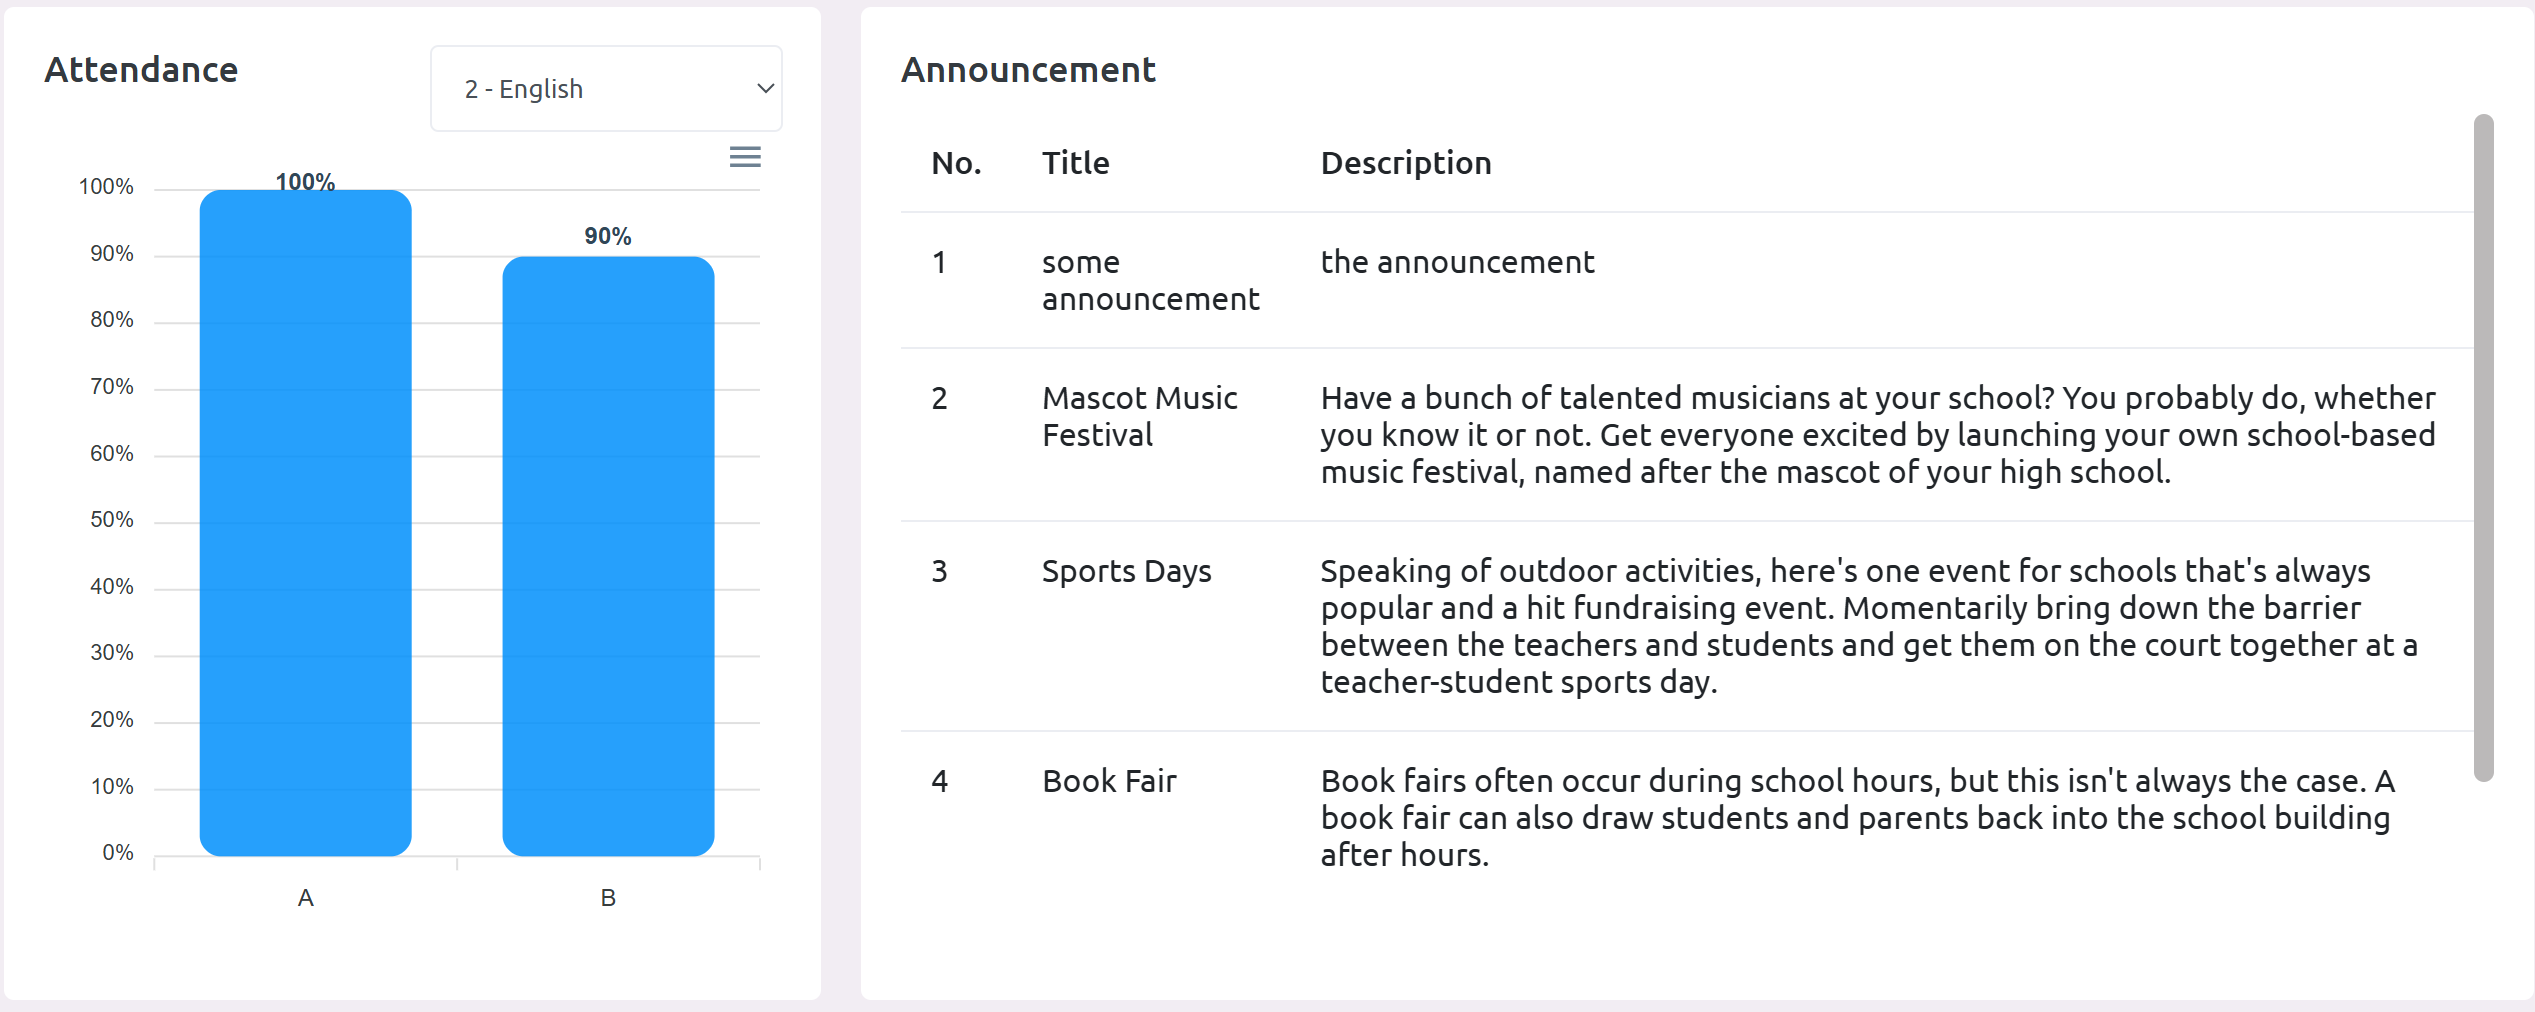 Attendance
2 - English
100%
90%
80%
70%
60%
50%
40%
30%
20%
10%
0%
100%
90%
A
B
Announcement
No. Title Description
1 some the announcement
announcement
2 Mascot Music Have a bunch of talented musicians at your school? You probably do, whether
Festival you know it or not. Get everyone excited by launching your own school-based
music festival, named after the mascot of your high school.
3 Sports Days Speaking of outdoor activities, here's one event for schools that's always
popular and a hit fundraising event. Momentarily bring down the barrier
between the teachers and students and get them on the court together at a
teacher-student sports day.
4 Book Fair Book fairs often occur during school hours, but this isn't always the case. A
book fair can also draw students and parents back into the school building
after hours.